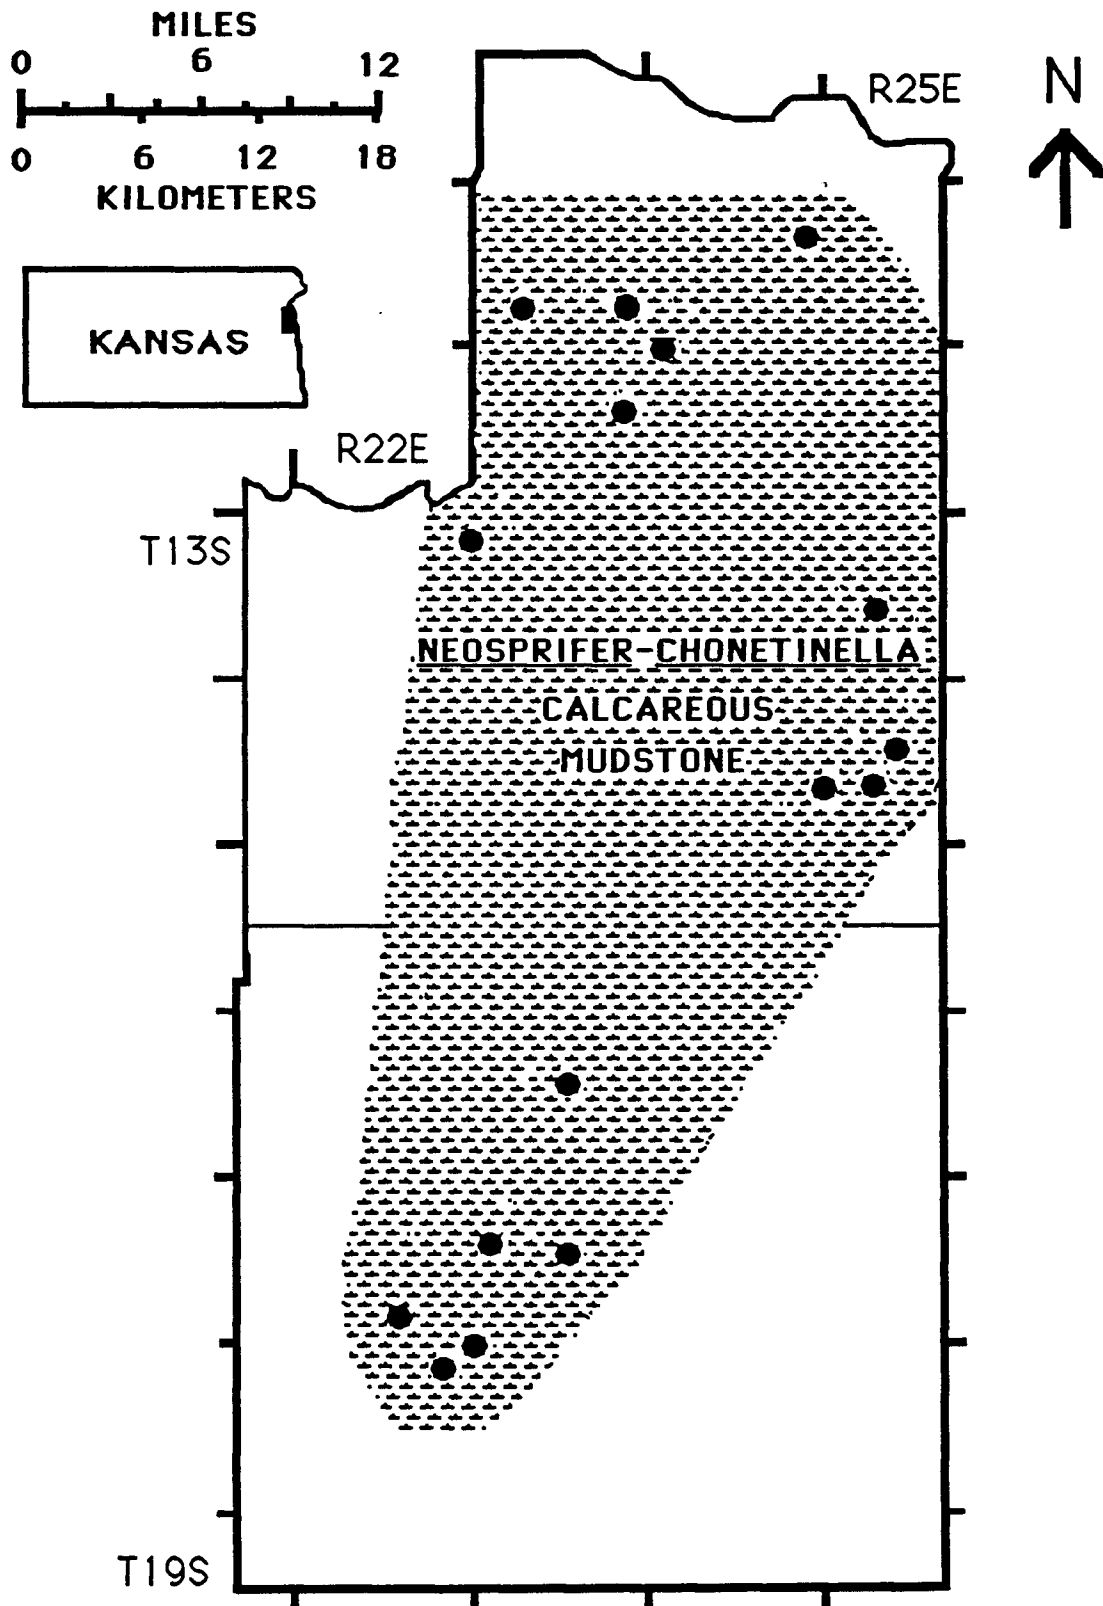 MILES
0 6 12
0 6 12 18
KILOMETERS
R25E
N
KANSAS
R22E
T13S
NEOSPRIFER-CHONETINELLA
CALCAREOUS
MUDSTONE
T19S